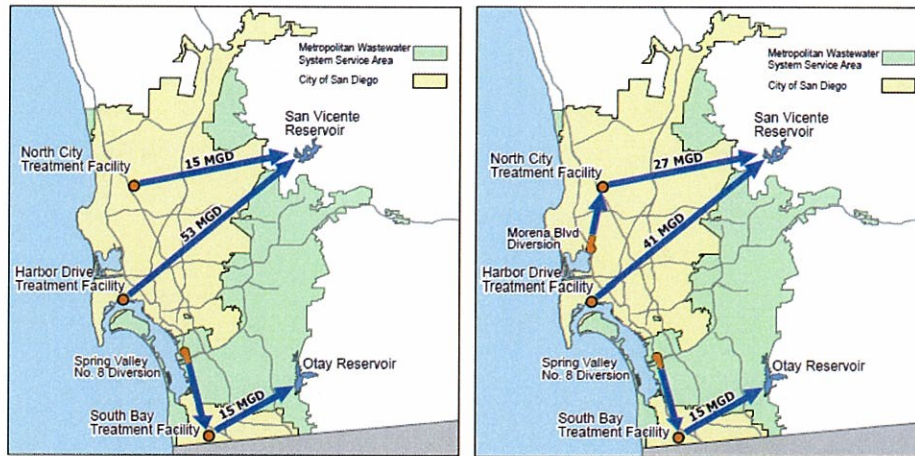 Metropolitan Wastewater
System Service Area
City of San Diego
San Vicente
Reservoir
North City
Treatment Facility
15 MGD
53 MGD
Harbor Drive
Treatment Facility
Spring Valley
No. 8 Diversion
Otay Reservoir
South Bay
Treatment Facility
15 MGD
Metropolitan Wastewater
System Service Area
City of San Diego
San Vicente
Reservoir
North City
Treatment Facility
27 MGD
Morena Blvd
Diversion
41 MGD
Harbor Drive
Treatment Facility
Spring Valley
No. 8 Diversion
Otay Reservoir
South Bay
Treatment Facility
15 MGD